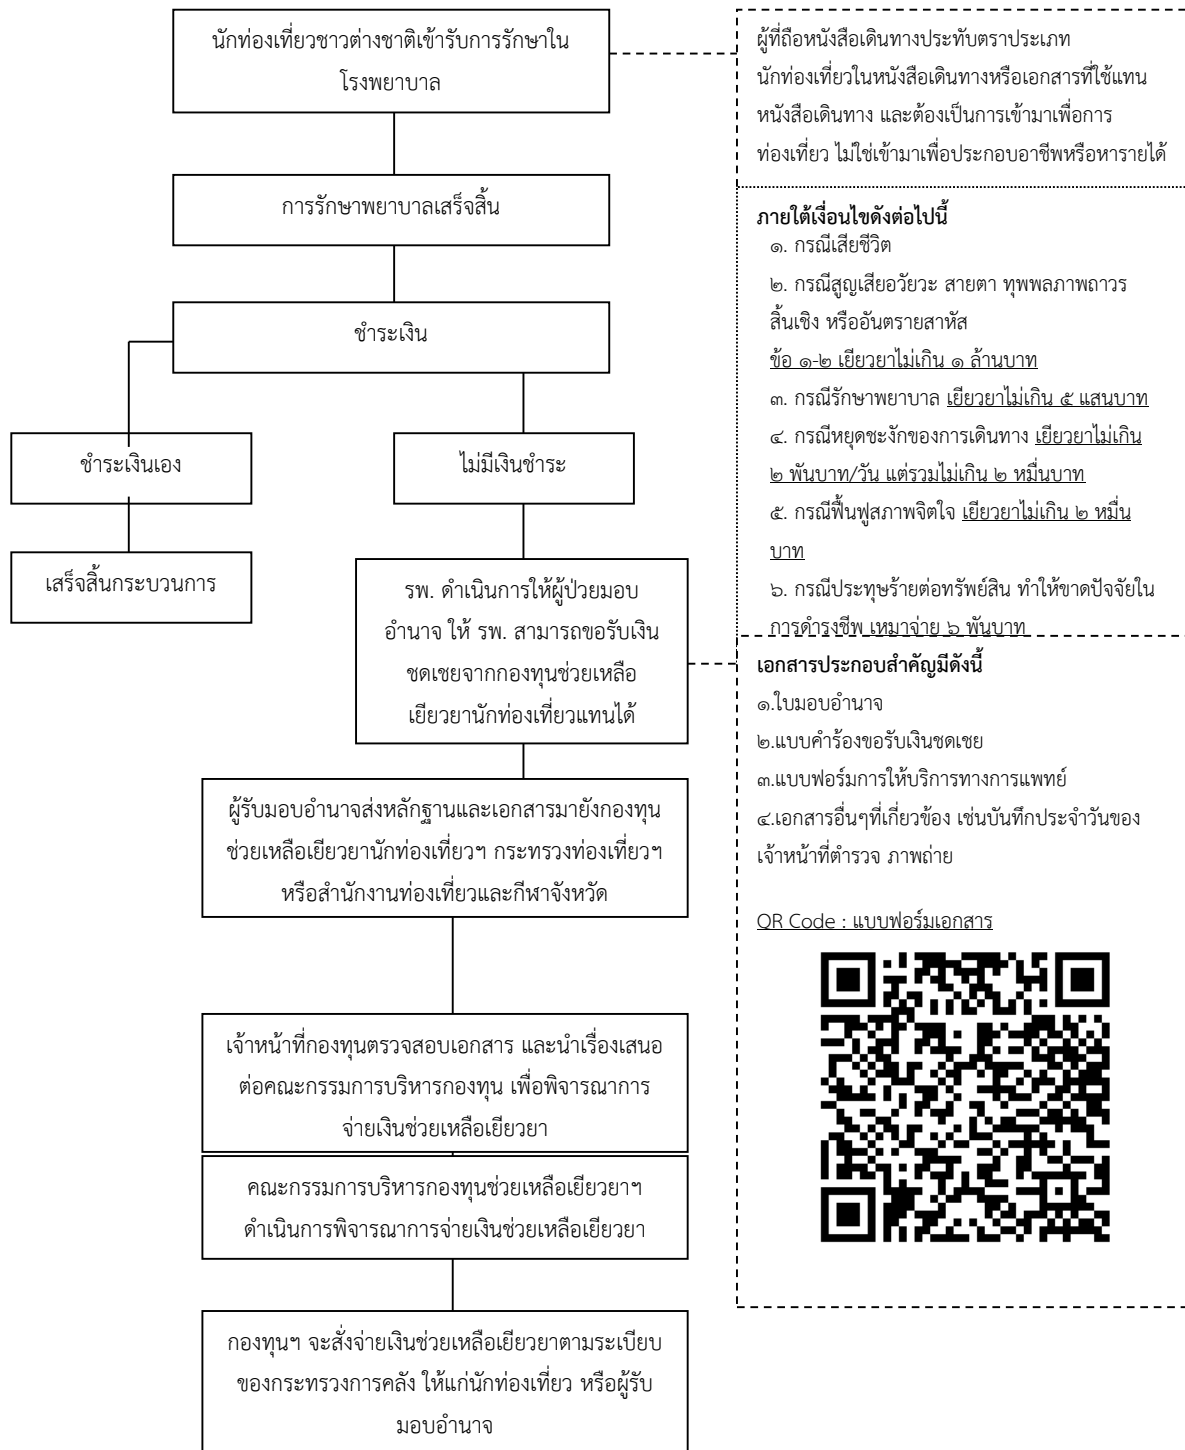 นักท่องเที่ยวชาวต่างชาติเข้ารับการรักษาใน
โรงพยาบาล
การรักษาพยาบาลเสร็จสิ้น
ชำระเงิน
ชำระเงินเอง
ไม่มีเงินชำระ
เสร็จสิ้นกระบวนการ
รพ. ดำเนินการให้ผู้ป่วยมอบ
อำนาจ ให้ รพ. สามารถขอรับเงิน
ชดเชยจากกองทุนช่วยเหลือ
เยียวยานักท่องเที่ยวแทนได้
ผู้รับมอบอำนาจส่งหลักฐานและเอกสารมายังกองทุน
ช่วยเหลือเยียวยานักท่องเที่ยวฯ กระทรวงท่องเที่ยวฯ
หรือสำนักงานท่องเที่ยวและกีฬาจังหวัด
เจ้าหน้าที่กองทุนตรวจสอบเอกสาร และนำเรื่องเสนอ
ต่อคณะกรรมการบริหารกองทุน เพื่อพิจารณาการ
จ่ายเงินช่วยเหลือเยียวยา
คณะกรรมการบริหารกองทุนช่วยเหลือเยียวยาฯ
ดำเนินการพิจารณาการจ่ายเงินช่วยเหลือเยียวยา
กองทุนฯ จะสั่งจ่ายเงินช่วยเหลือเยียวยาตามระเบียบ
ของกระทรวงการคลัง ให้แก่นักท่องเที่ยว หรือผู้รับ
มอบอำนาจ
ผู้ที่ถือหนังสือเดินทางประทับตราประเภท
นักท่องเที่ยวในหนังสือเดินทางหรือเอกสารที่ใช้แทน
หนังสือเดินทาง และต้องเป็นการเข้ามาเพื่อการ
ท่องเที่ยว ไม่ใช่เข้ามาเพื่อประกอบอาชีพหรือหารายได้
ภายใต้เงื่อนไขดังต่อไปนี้
๑. กรณีเสียชีวิต
๒. กรณีสูญเสียอวัยวะ สายตา ทุพพลภาพถาวร
สิ้นเชิง หรืออันตรายสาหัส
ข้อ ๑-๒ เยียวยาไม่เกิน ๑ ล้านบาท
๓. กรณีรักษาพยาบาล เยียวยาไม่เกิน ๕ แสนบาท
๔. กรณีหยุดชะงักของการเดินทาง เยียวยาไม่เกิน
๒ พันบาท/วัน แต่รวมไม่เกิน ๒ หมื่นบาท
๕. กรณีฟื้นฟูสภาพจิตใจ เยียวยาไม่เกิน ๒ หมื่น
บาท
๖. กรณีประทุษร้ายต่อทรัพย์สิน ทำให้ขาดปัจจัยใน
การดำรงชีพ เหมาจ่าย ๖ พันบาท
เอกสารประกอบสำคัญมีดังนี้
๑.ใบมอบอำนาจ
๒.แบบคำร้องขอรับเงินชดเชย
๓.แบบฟอร์มการให้บริการทางการแพทย์
๔.เอกสารอื่นๆที่เกี่ยวข้อง เช่นบันทึกประจำวันของ
เจ้าหน้าที่ตำรวจ ภาพถ่าย
QR Code : แบบฟอร์มเอกสาร